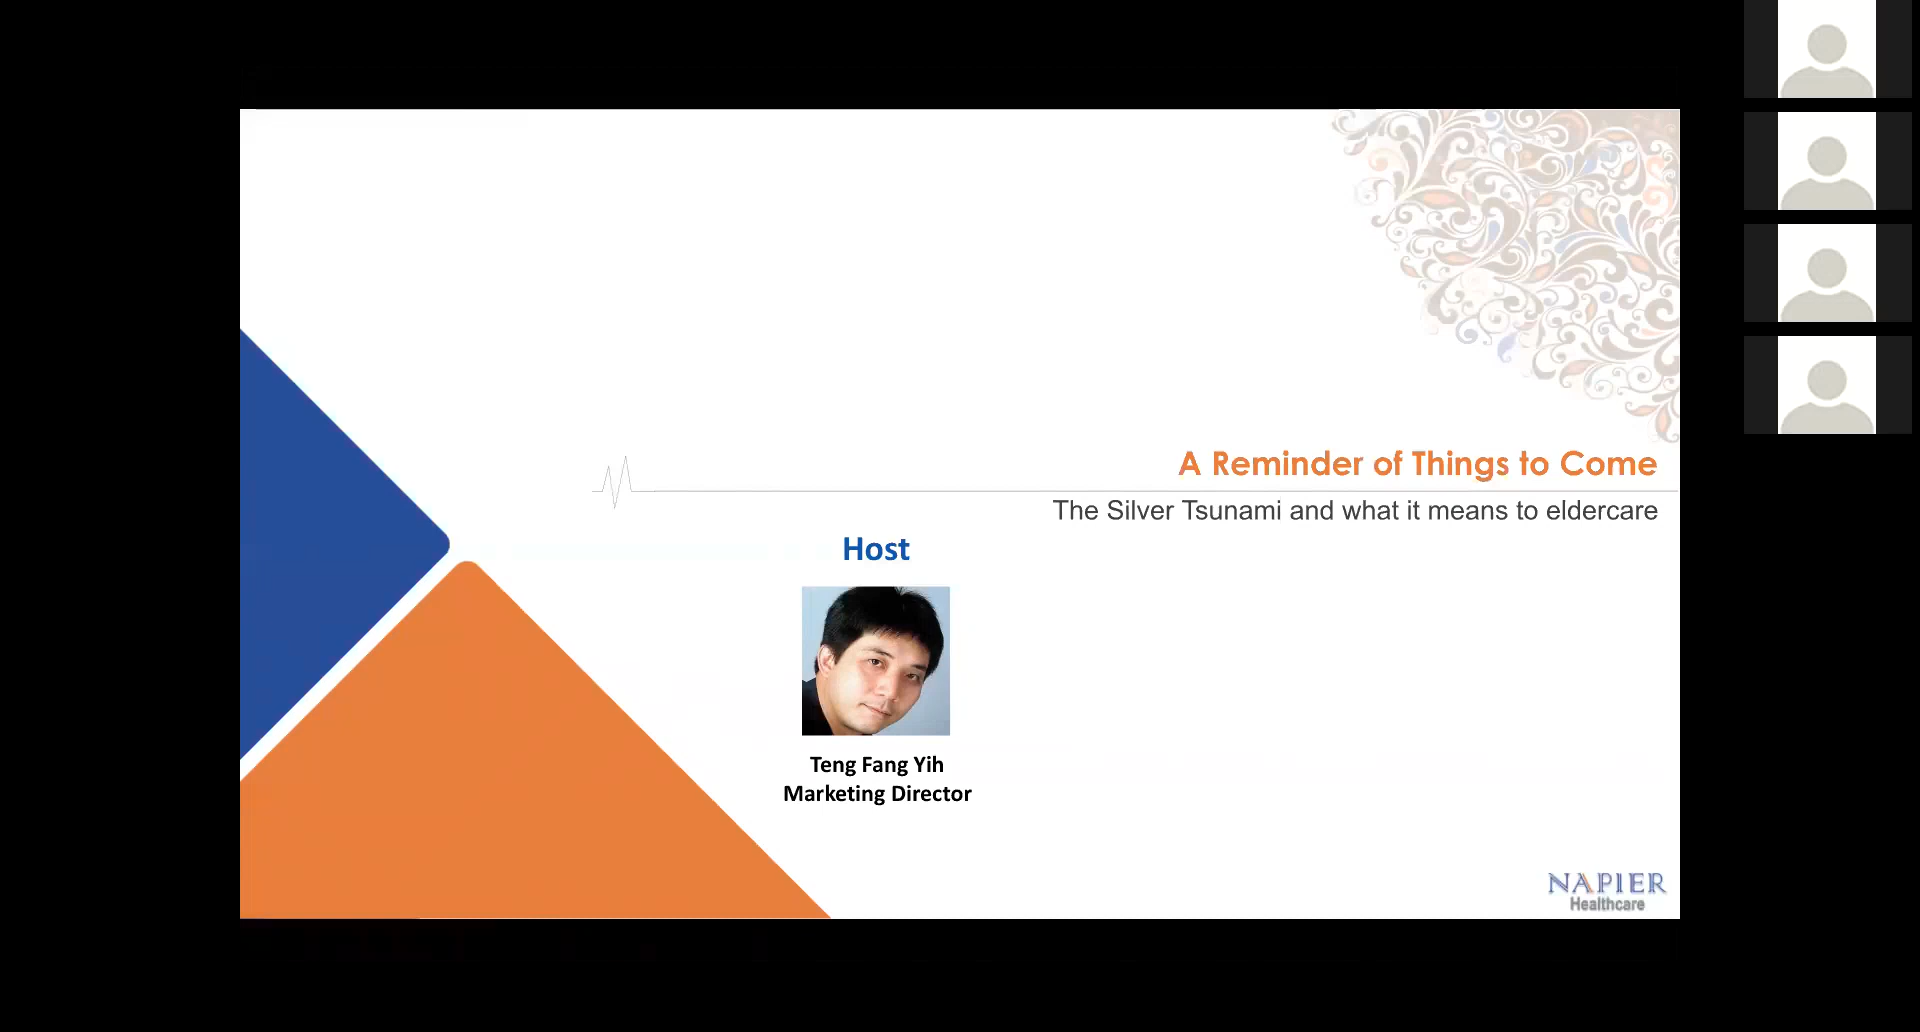 A Reminder of Things to Come
The Silver Tsunami and what it means to eldercare
Host
Teng Fang Yih
Marketing Director
NAPIER
Healthcare